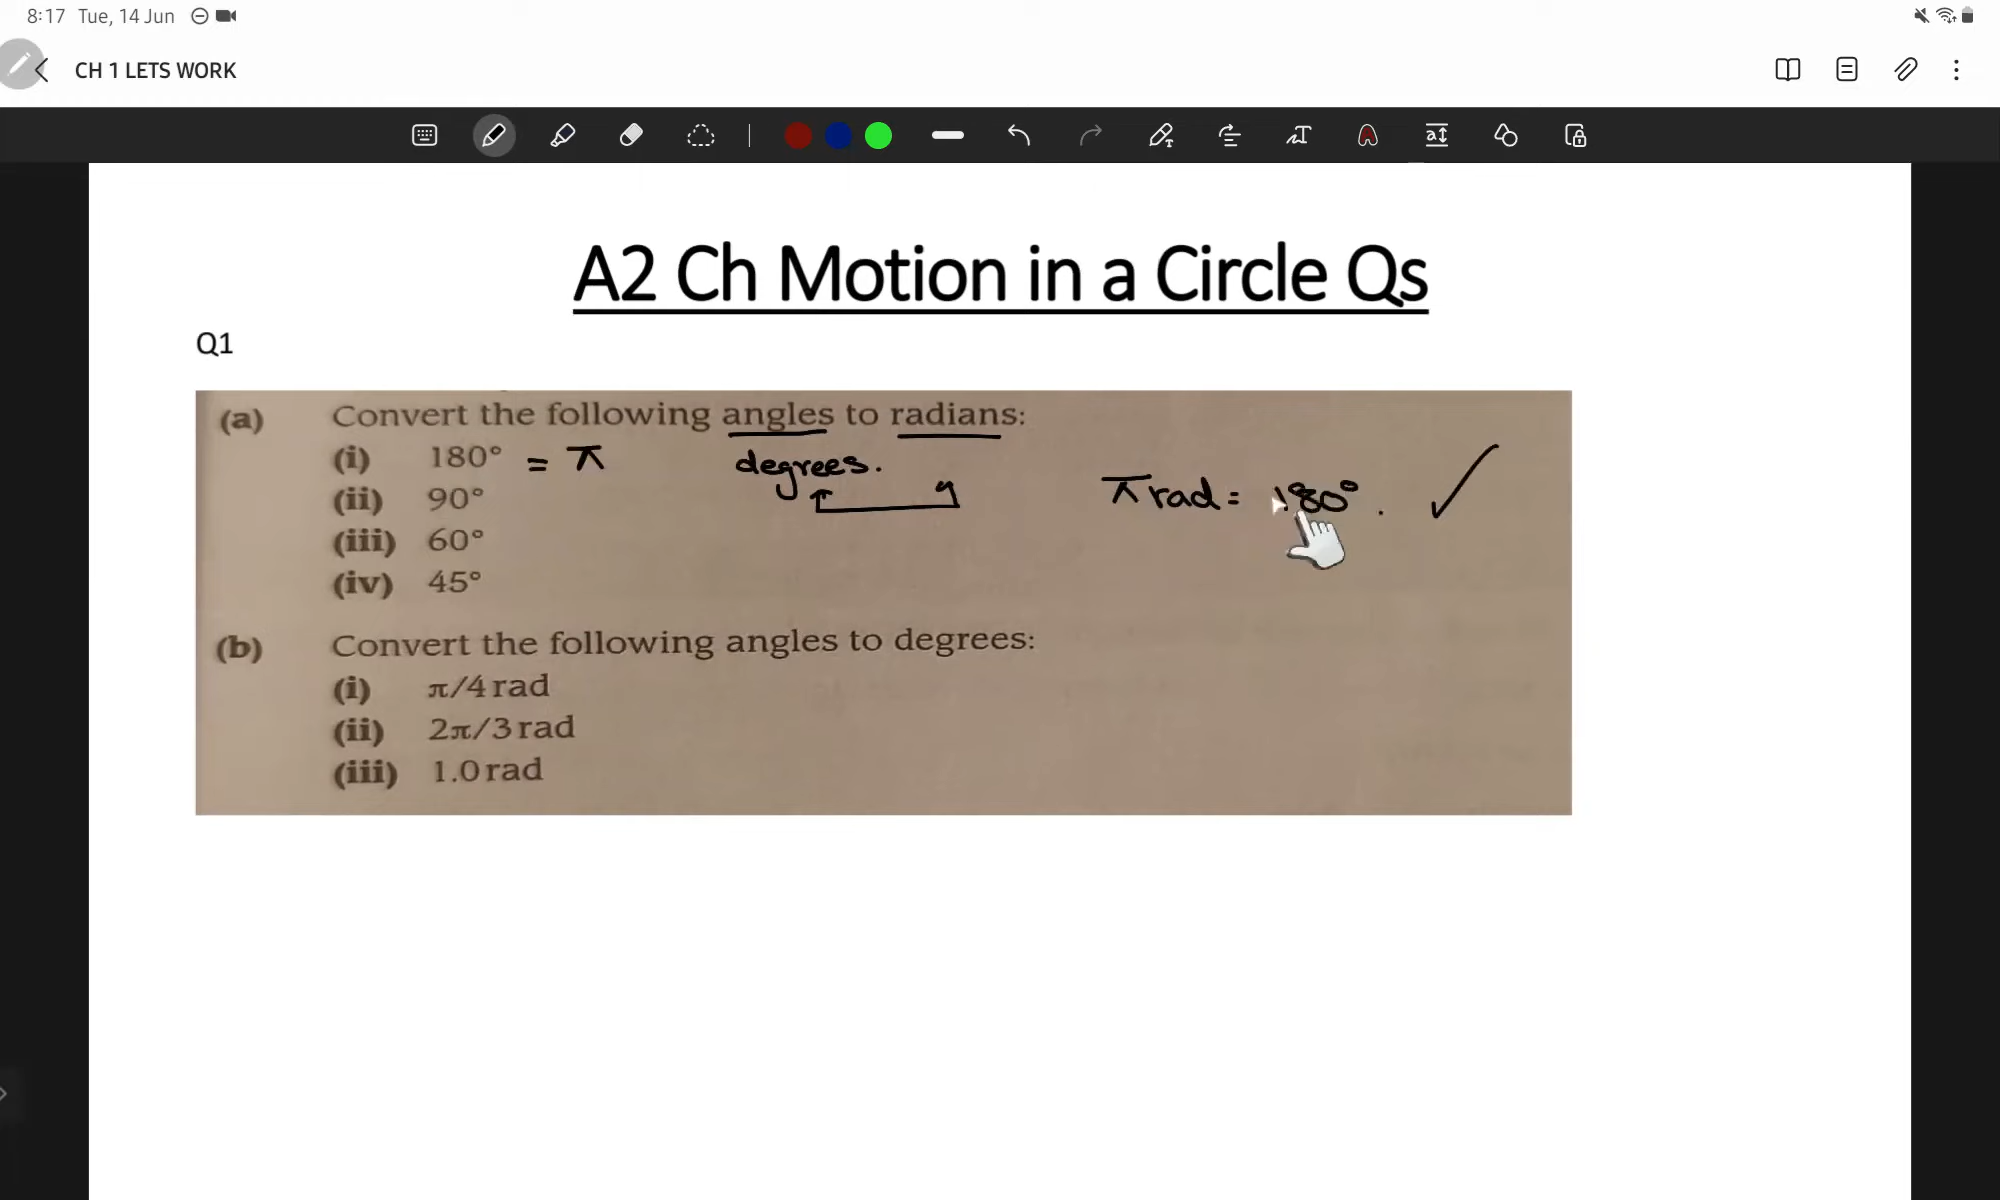 8:17 Tue, 14 Jun
CH 1 LETS WORK
A2 Ch Motion in a Circle Qs
Q1
(a) Convert the following angles to radians:
(i) 180° = π degrees.
(ii) 90° π rad = 180°.
(iii) 60°
(iv) 45°
(b) Convert the following angles to degrees:
(i) π/4 rad
(ii) 2π/3 rad
(iii) 1.0 rad